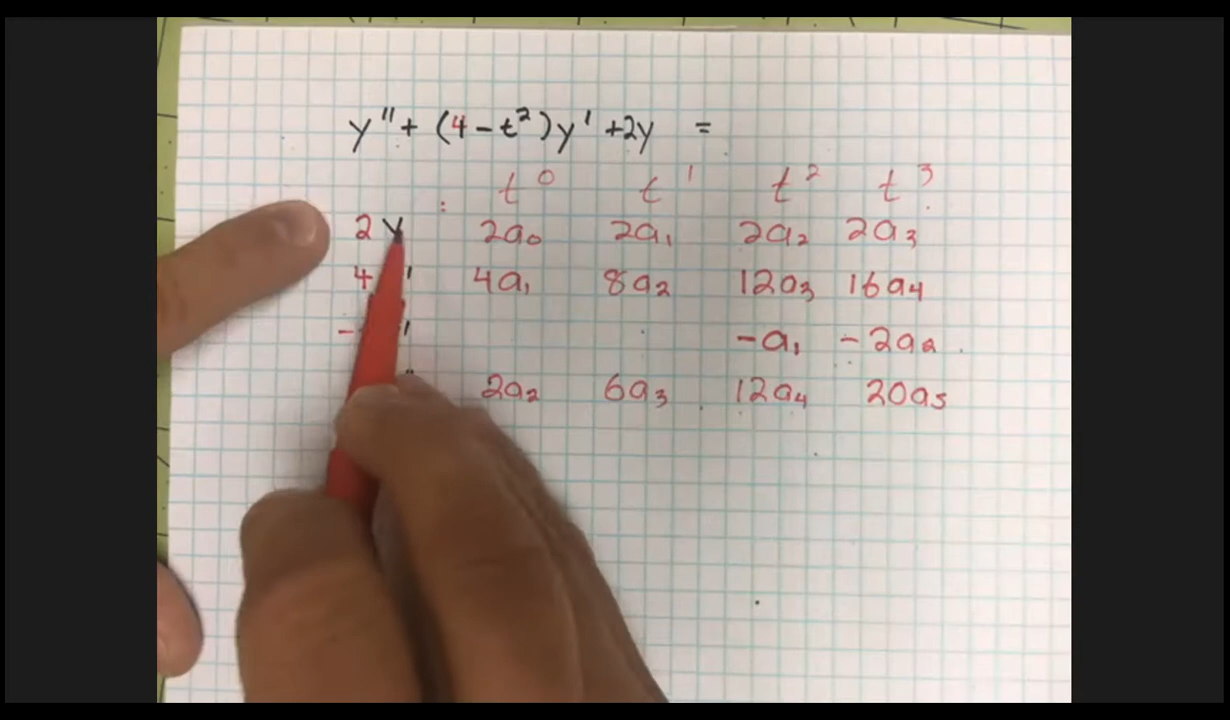 y" + (4 - t²)y' + 2y =
t⁰ t¹ t² t³
2y : 2a₀ 2a₁ 2a₂ 2a₃
4 ' 4a₁ 8a₂ 12a₃ 16a₄
- ' -a₁ -2a₂
" 2a₂ 6a₃ 12a₄ 20a₅